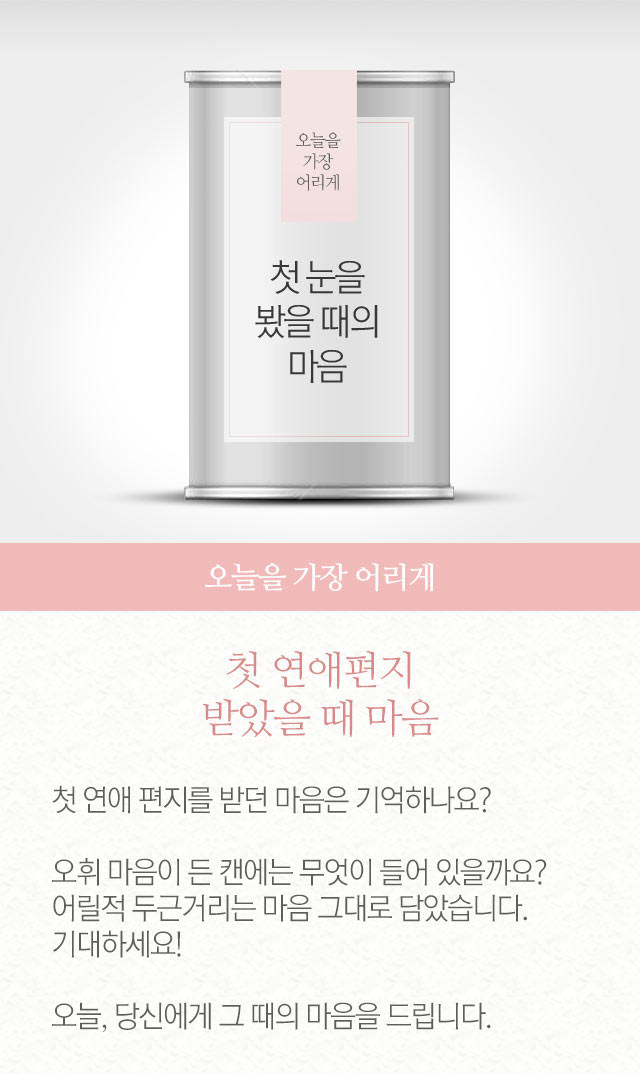 오늘을
가장
어리게
첫 눈을
봤을 때의
마음
오늘을 가장 어리게
첫 연애편지
받았을 때 마음
첫 연애 편지를 받던 마음은 기억하나요?
오휘 마음이 든 캔에는 무엇이 들어 있을까요?
어릴적 두근거리는 마음 그대로 담았습니다.
기대하세요!
오늘, 당신에게 그 때의 마음을 드립니다.